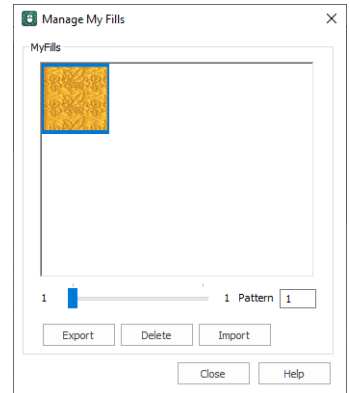 Manage My Fills
MyFills
1 1 Pattern 1
Export Delete Import
Close Help